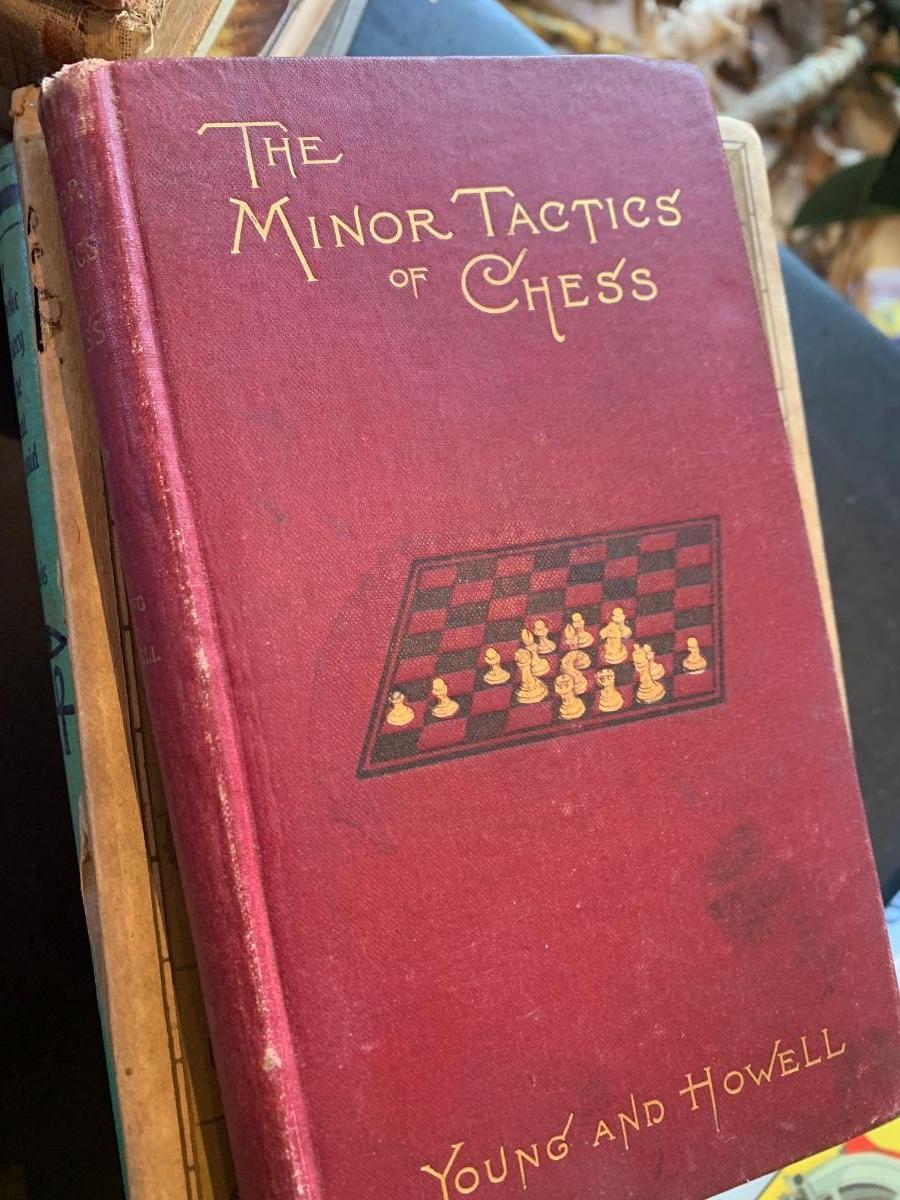 THE
MINOR TACTICS
OF CHESS
YOUNG AND HOWELL